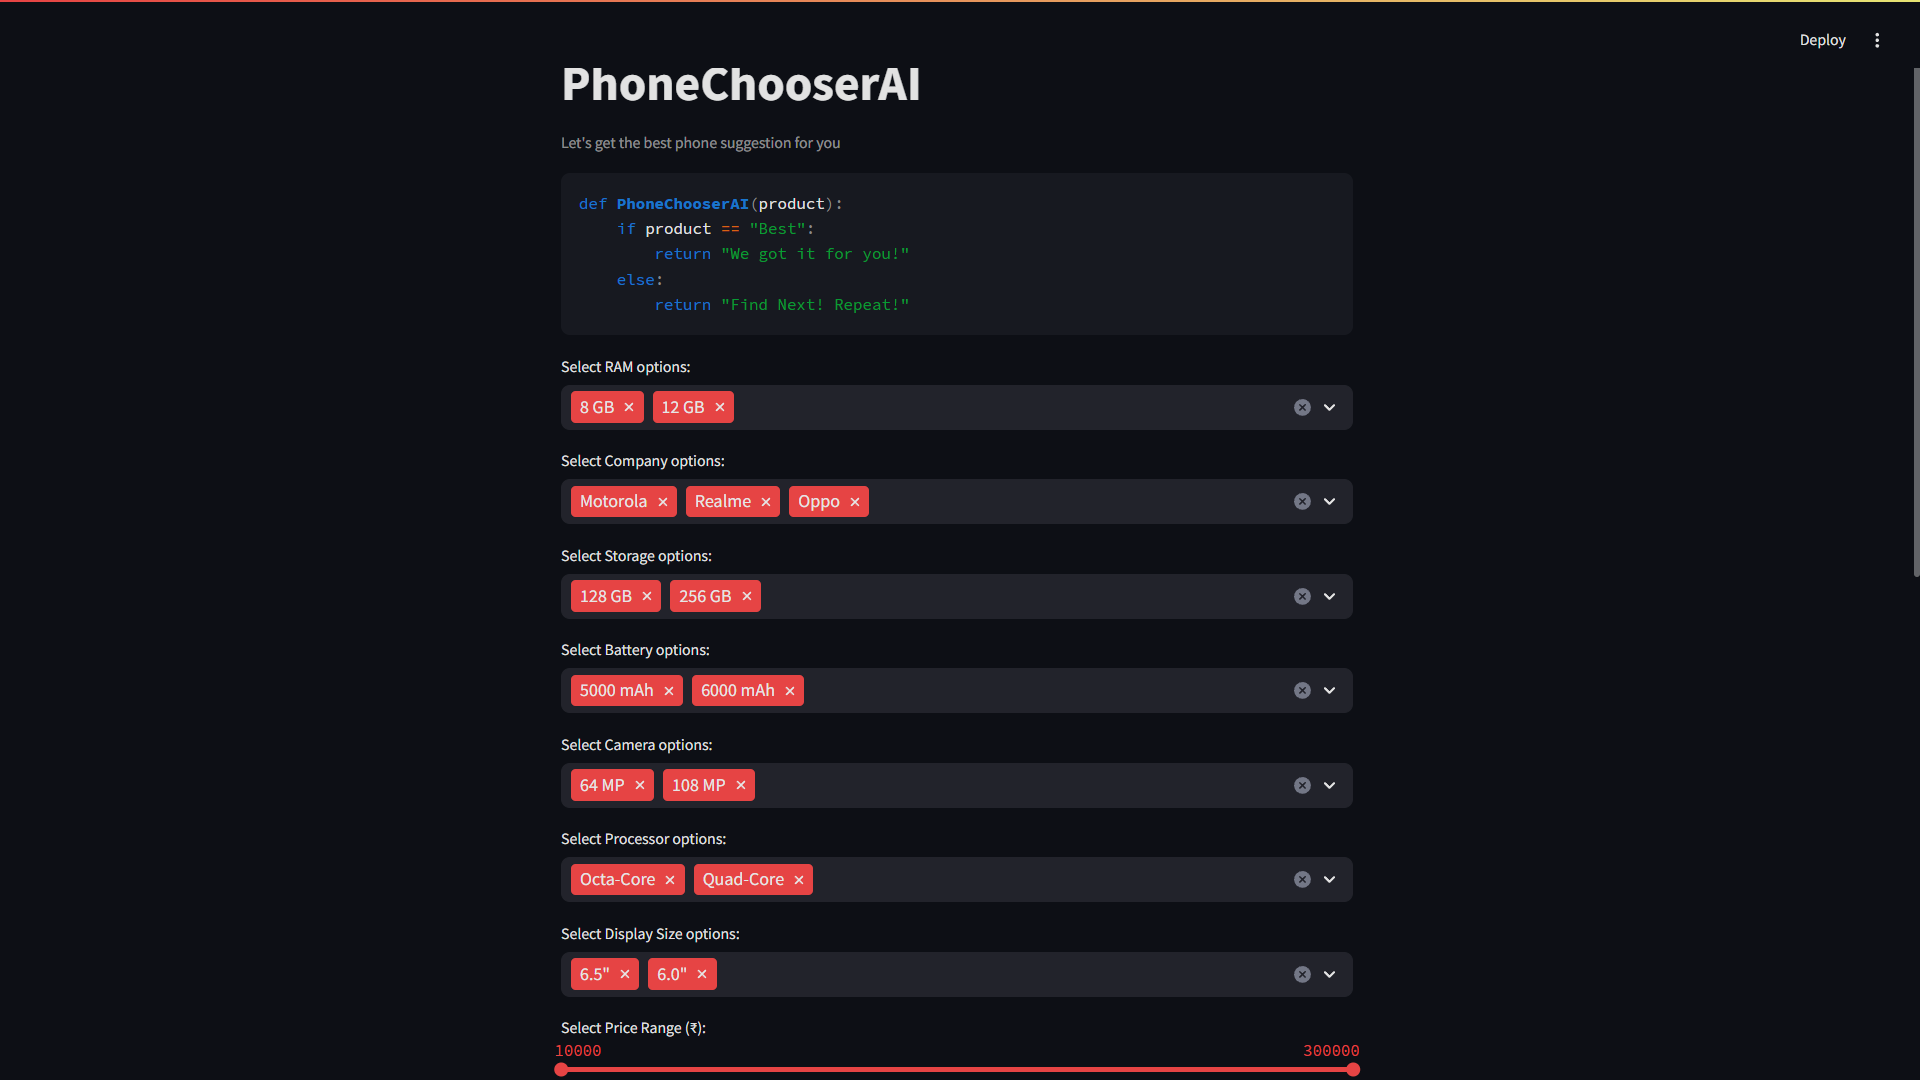 Deploy
PhoneChooserAI
Let's get the best phone suggestion for you
def PhoneChooserAI(product):
    if product == "Best":
        return "We got it for you!"
    else:
        return "Find Next! Repeat!"
Select RAM options:
8 GB 12 GB
Select Company options:
Motorola Realme Oppo
Select Storage options:
128 GB 256 GB
Select Battery options:
5000 mAh 6000 mAh
Select Camera options:
64 MP 108 MP
Select Processor options:
Octa-Core Quad-Core
Select Display Size options:
6.5" 6.0"
Select Price Range (₹):
10000 300000